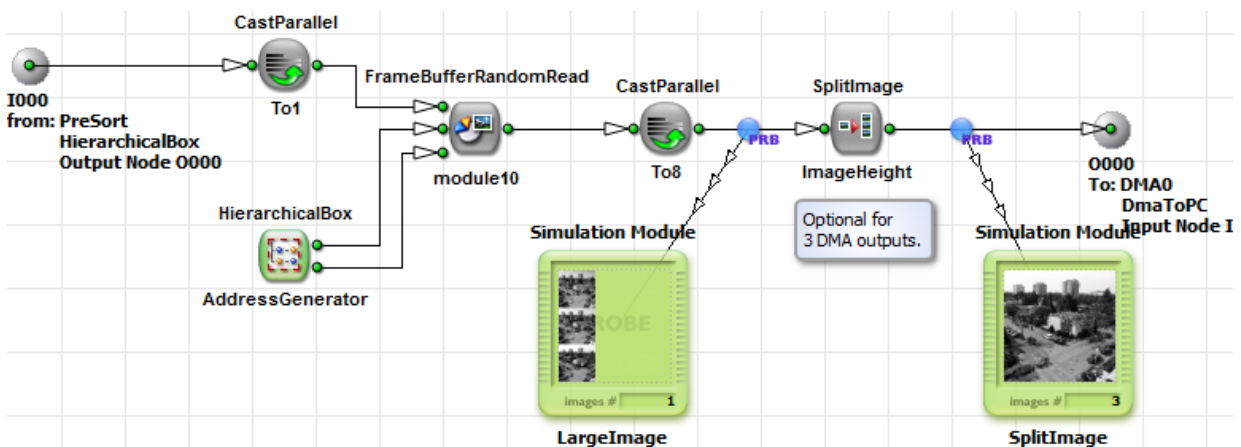 CastParallel
To1
I000
from: PreSort
HierarchicalBox
Output Node O000
FrameBufferRandomRead
module10
HierarchicalBox
AddressGenerator
CastParallel
To8
PRB
SplitImage
ImageHeight
PRB
O000
To: DMA0
DmaToPC
Input Node I
Optional for
3 DMA outputs.
Simulation Module
ROBE
images # 1
LargeImage
Simulation Module
images # 3
SplitImage